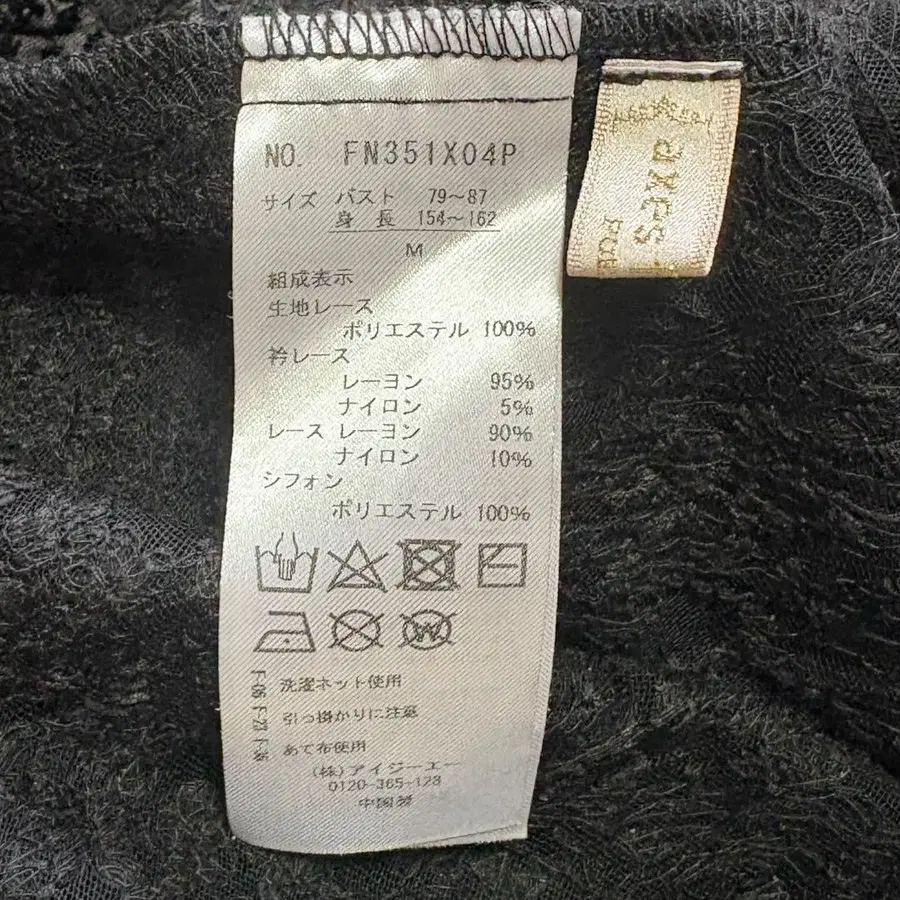 NO. FN351X04P
サイズ バスト 79～87
身長 154～162
M
組成表示
生地レース
ポリエステル 100%
衿レース
レーヨン 95%
ナイロン 5%
レース レーヨン 90%
ナイロン 10%
シフォン
ポリエステル 100%
W
洗濯ネット使用
引っ掛かりに注意
あて布使用
F-06 F-23
(株)アイジーエー
0120-365-123
中国製
axes